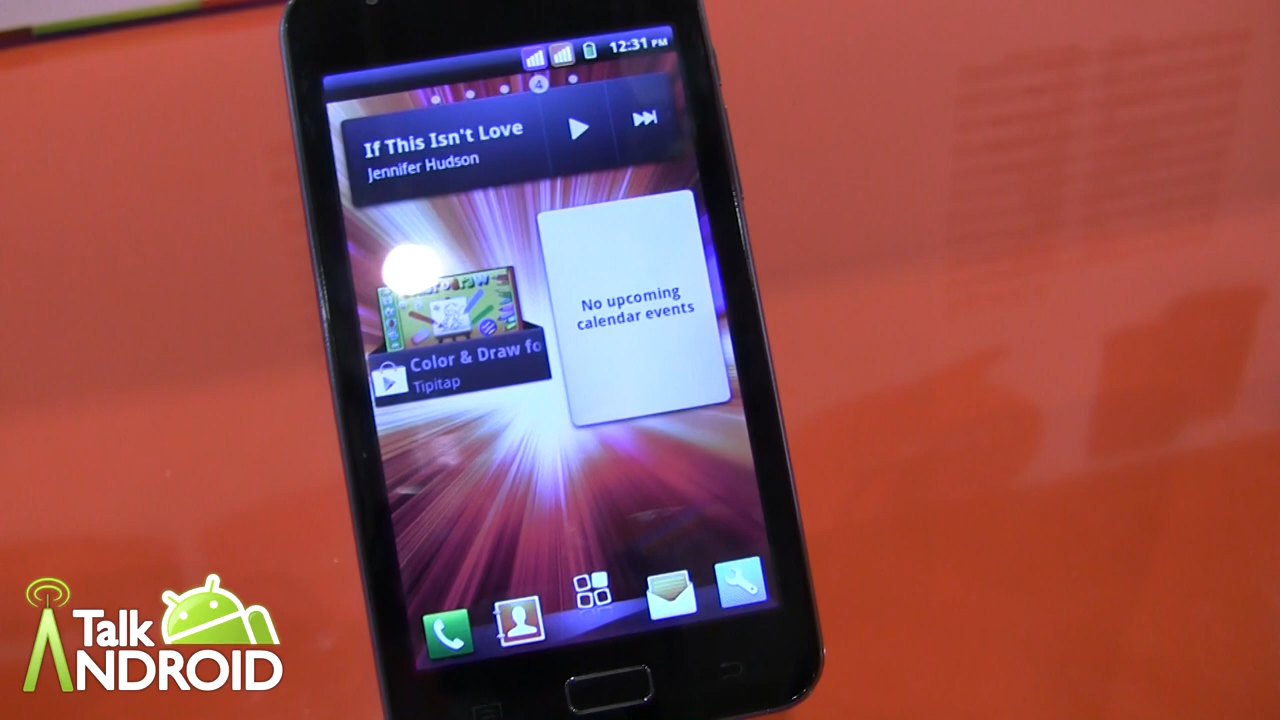 12:31 PM
4
If This Isn't Love
Jennifer Hudson
No upcoming
calendar events
Color & Draw fo
Tipitap
Talk
ANDROID